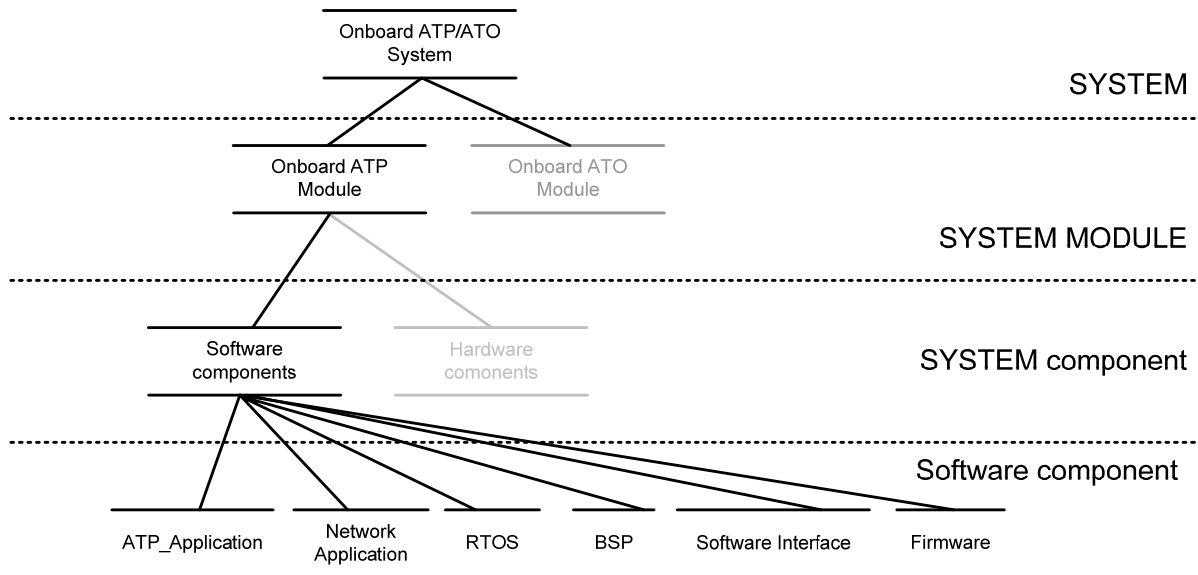 Onboard ATP/ATO
System
SYSTEM
Onboard ATP
Module
Onboard ATO
Module
SYSTEM MODULE
Software
components
Hardware
comonents
SYSTEM component
Software component
ATP_Application
Network
Application
RTOS
BSP
Software Interface
Firmware